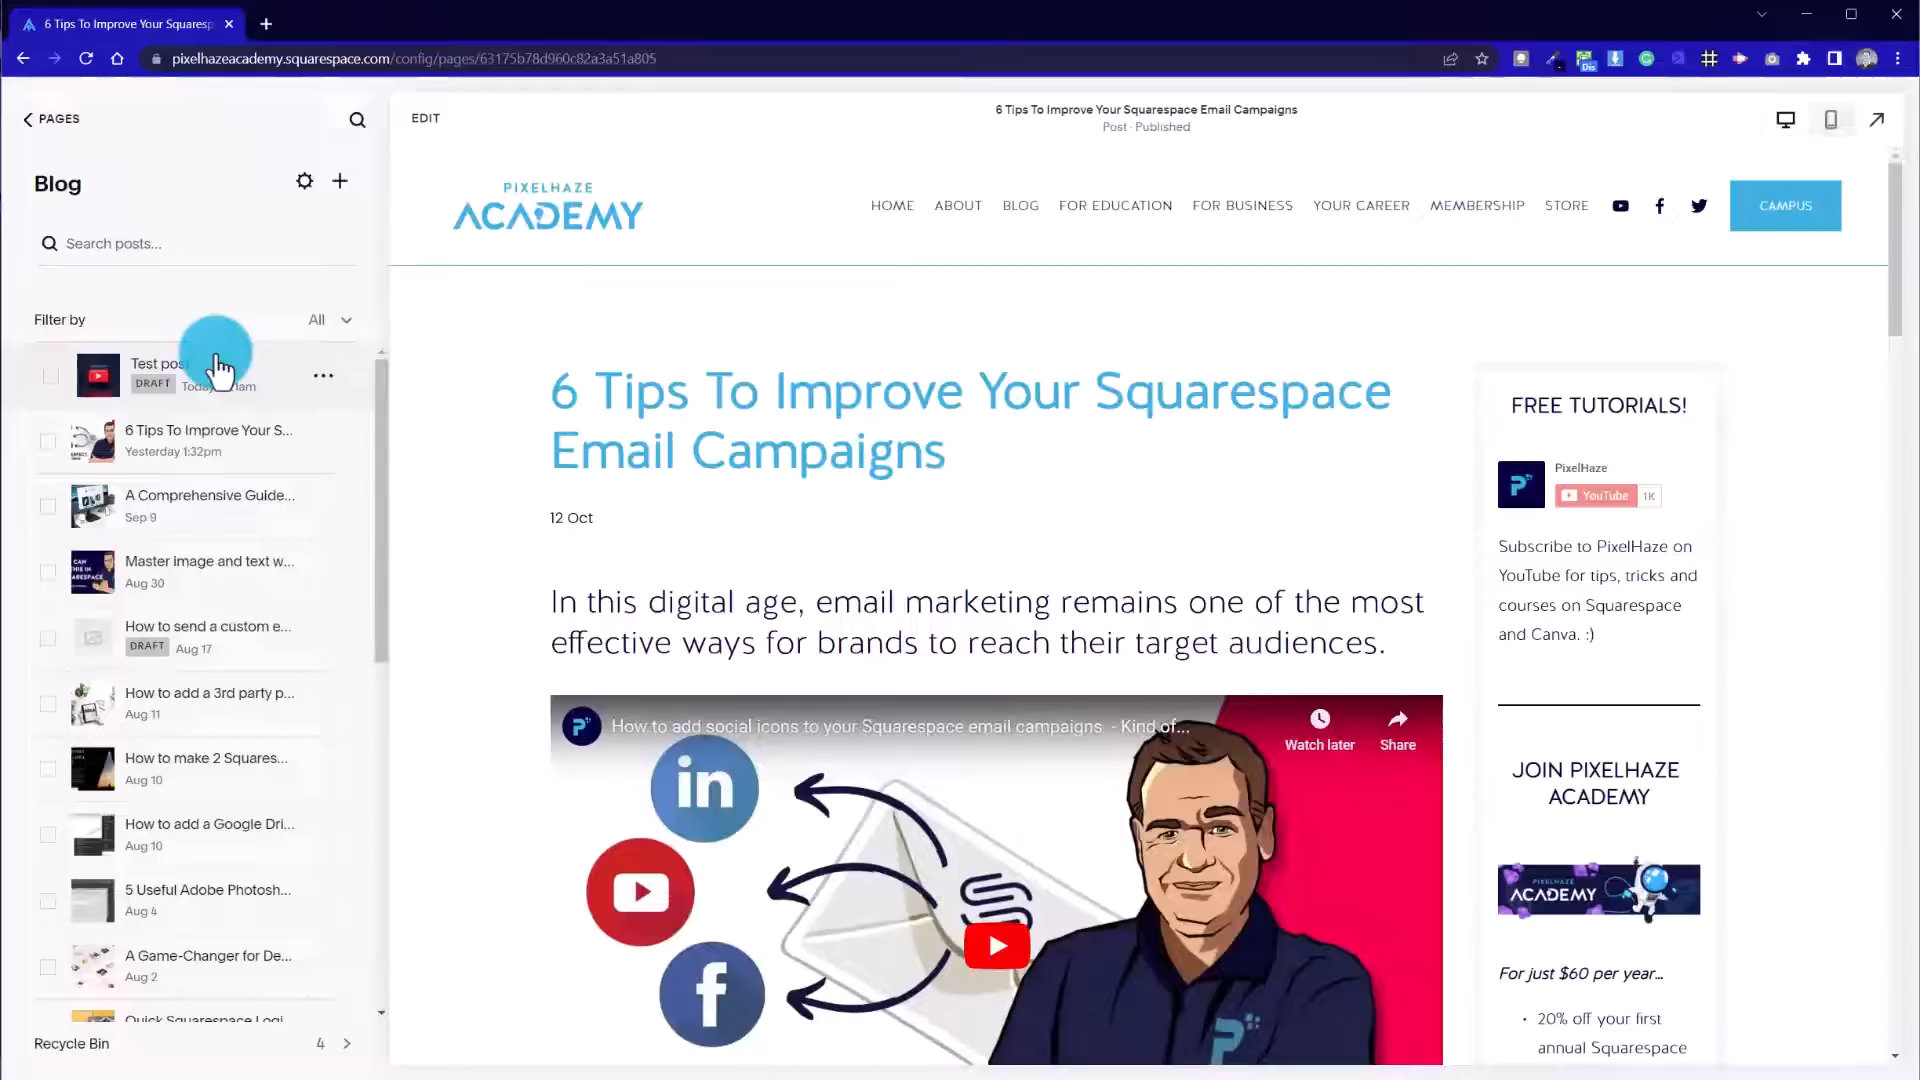 6 Tips To Improve Your Squaresp
pixelhazeacademy.squarespace.com/config/pages/63175b78d960c82a3a51a805
PAGES
EDIT
6 Tips To Improve Your Squarespace Email Campaigns
Post · Published
Blog
Search posts...
Filter by
All
Test pos
DRAFT
6 Tips To Improve Your S...
Yesterday 1:32pm
A Comprehensive Guide...
Sep 9
Master Image and text w...
Aug 30
How to send a custom e...
DRAFT Aug 17
How to add a 3rd party p...
Aug 11
How to make 2 Squares...
Aug 10
How to add a Google Dri...
Aug 10
5 Useful Adobe Photosh...
Aug 4
A Game-Changer for De...
Aug 2
Quick Squarespace Logi
Recycle Bin
4
PIXELHAZE
ACADEMY
HOME
ABOUT
BLOG
FOR EDUCATION
FOR BUSINESS
YOUR CAREER
MEMBERSHIP
STORE
CAMPUS
6 Tips To Improve Your Squarespace
Email Campaigns
12 Oct
In this digital age, email marketing remains one of the most
effective ways for brands to reach their target audiences.
How to add social icons to your Squarespace email campaigns - Kind of...
Watch later
Share
in
f
FREE TUTORIALS!
PixelHaze
YouTube 1K
Subscribe to PixelHaze on
YouTube for tips, tricks and
courses on Squarespace
and Canva. :)
JOIN PIXELHAZE
ACADEMY
PIXELHAZE
ACADEMY
For just $60 per year...
• 20% off your first
annual Squarespace